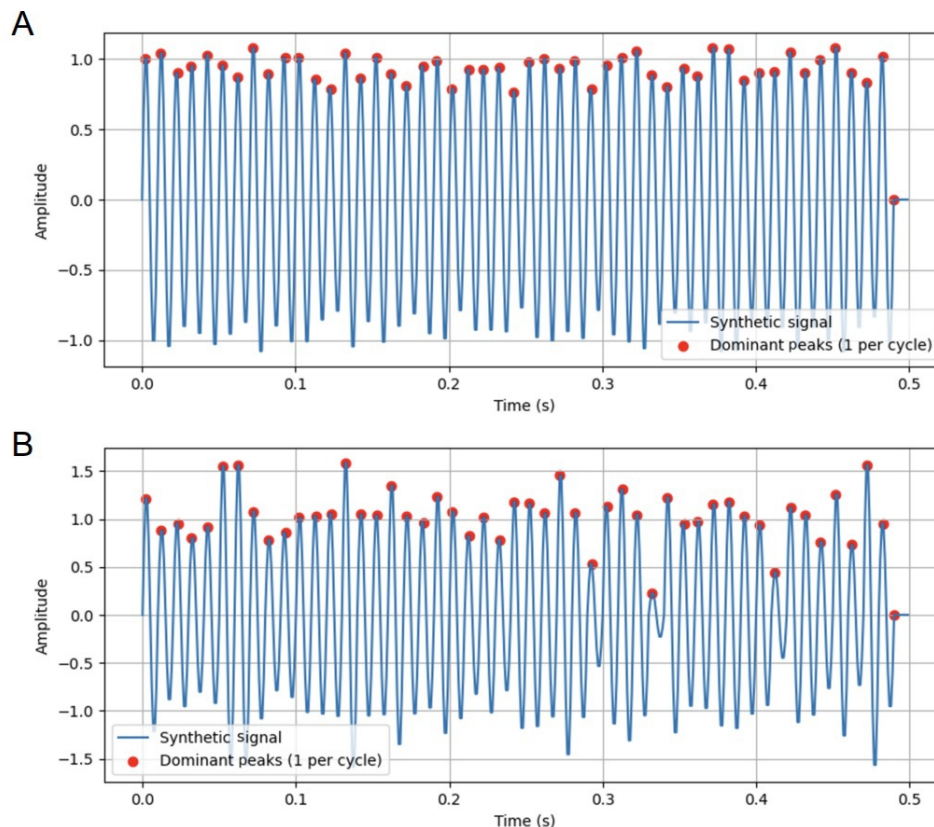 A
1.0
0.5
0.0
−0.5
−1.0
Amplitude
Synthetic signal
Dominant peaks (1 per cycle)
0.0 0.1 0.2 0.3 0.4 0.5
Time (s)
B
1.5
1.0
0.5
0.0
−0.5
−1.0
−1.5
Amplitude
Synthetic signal
Dominant peaks (1 per cycle)
0.0 0.1 0.2 0.3 0.4 0.5
Time (s)